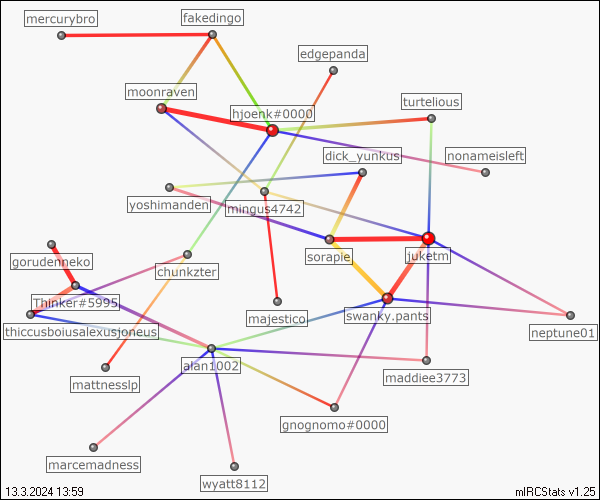 mercurybro
fakedingo
edgepanda
moonraven
hjoenk#0000
turtelious
dick_yunkus
nonameisleft
yoshimanden
mingus4742
sorapie
juketm
gorudenneko
chunkzter
Thinker#5995
majestico
swanky.pants
thiccusboiusalexusjoneus
neptune01
alan1002
mattnesslp
maddiee3773
gnognomo#0000
marcemadness
wyatt8112
13.3.2024 13:59
mIRCStats v1.25